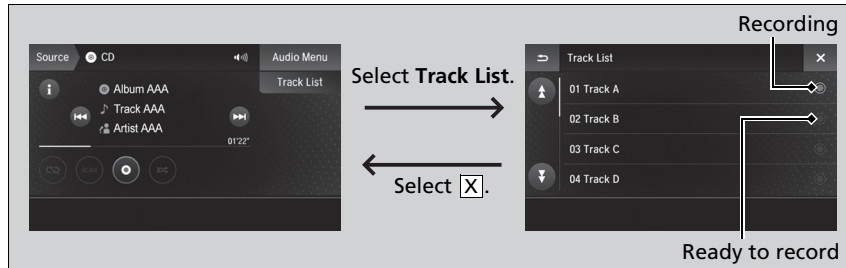 Recording
Source CD Audio Menu
Track List
i Album AAA
Track AAA
Artist AAA
01'22"
SCAN
Select Track List.
Select X.
Track List X
01 Track A
02 Track B
03 Track C
04 Track D
Ready to record